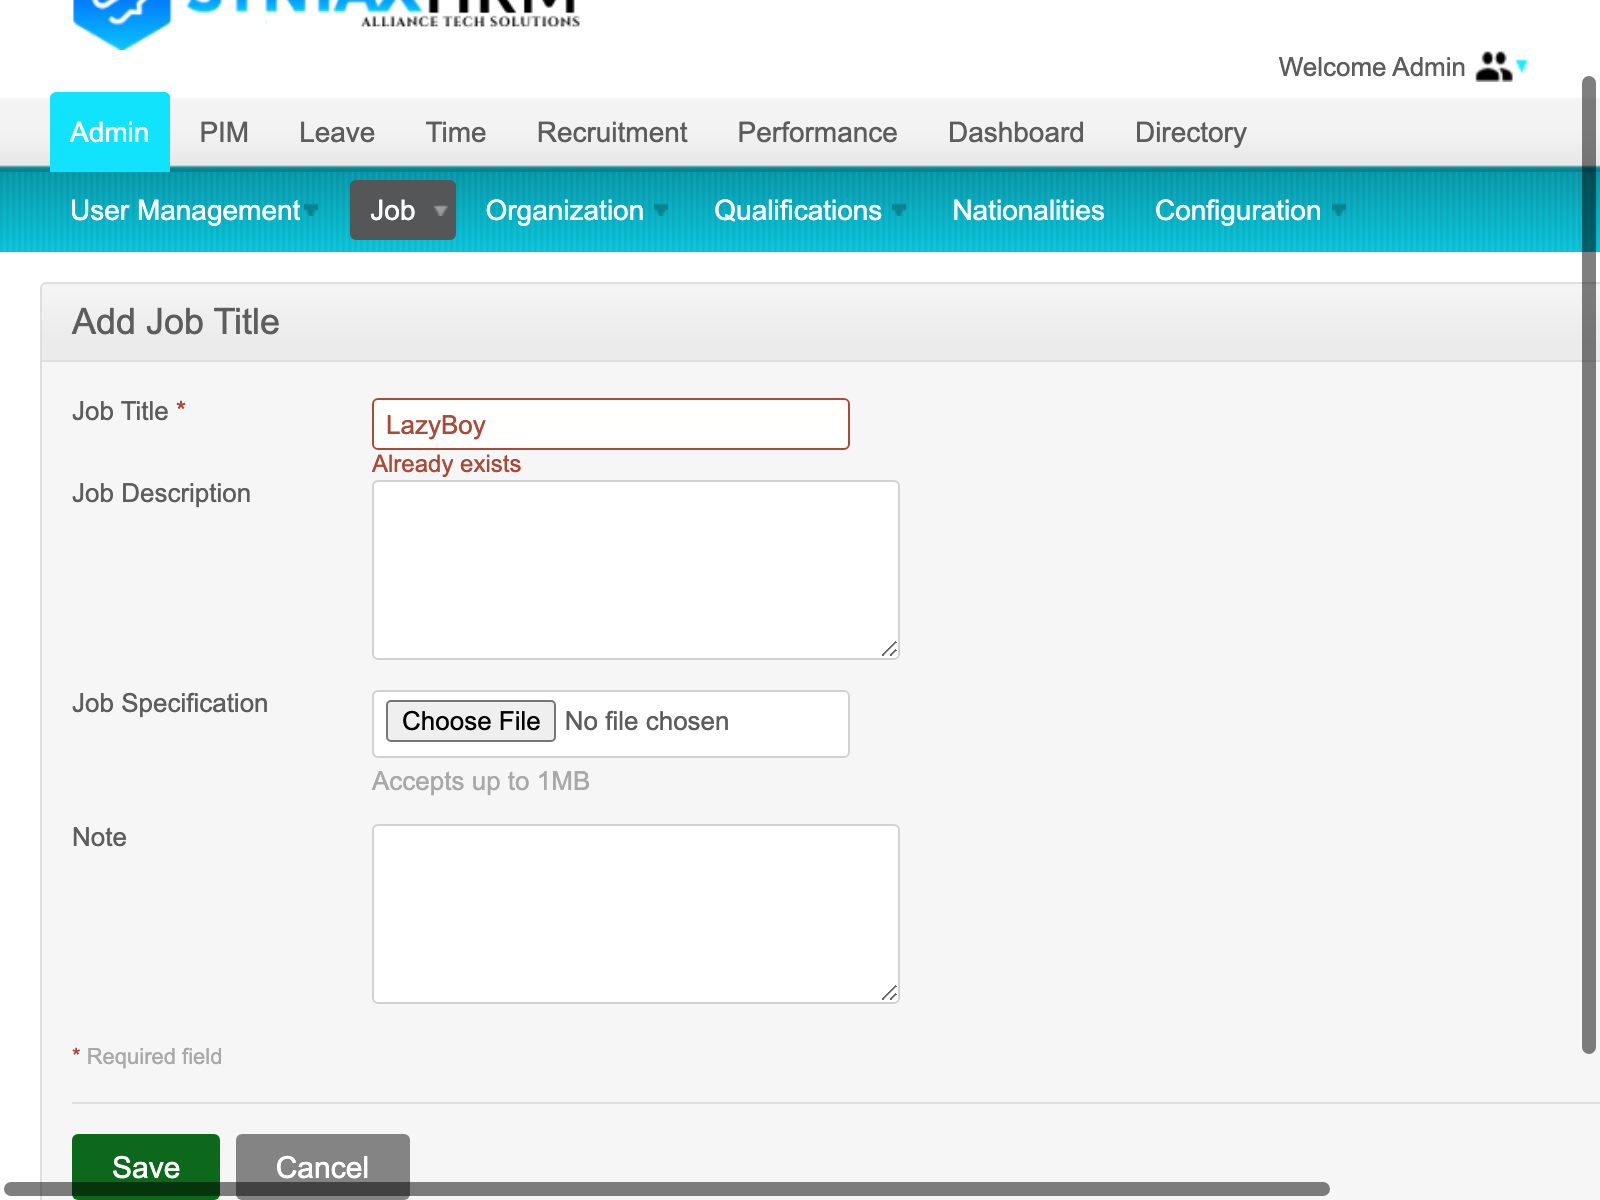 ALLIANCE TECH SOLUTIONS
Welcome Admin
Admin PIM Leave Time Recruitment Performance Dashboard Directory
User Management Job Organization Qualifications Nationalities Configuration
Add Job Title
Job Title * LazyBoy
Already exists
Job Description
Job Specification Choose File No file chosen
Accepts up to 1MB
Note
* Required field
Save Cancel